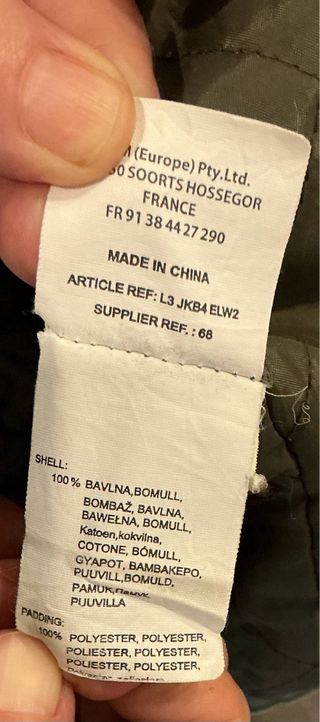 (Europe) Pty.Ltd.
SOORTS HOSSEGOR
FRANCE
FR 91 38 44 27 290
MADE IN CHINA
ARTICLE REF: L3 JKB4 ELW2
SUPPLIER REF. : 68
SHELL:
100 % BAVLNA,BOMULL,
BOMBAŽ, BAVLNA,
BAWEŁNA, BOMULL,
Katoen,kokvilna,
COTONE, BÓMULL,
GYAPOT, BAMBAKEPO,
PUUVILL,BOMULD,
PAMUK,Памук
PUUVILLA
PADDING:
100% POLYESTER, POLYESTER,
POLIESTER, POLYESTER,
POLIESTER, POLYESTER,